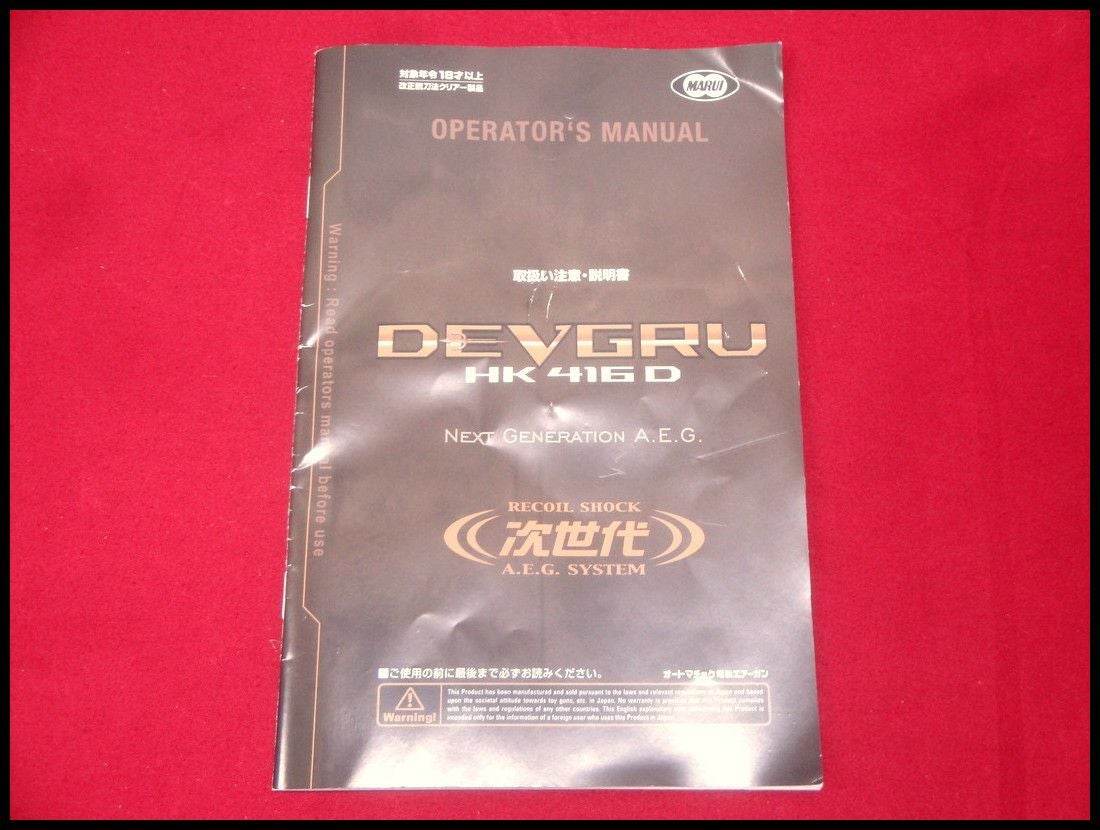 対象年令18才以上
改正銃刀法クリアー製品
MARUI
OPERATOR'S MANUAL
Warning : Read operators manual before use
取扱い注意・説明書
DEVGRU
HK 416 D
NEXT GENERATION A.E.G.
RECOIL SHOCK
次世代
A.E.G. SYSTEM
■ご使用の前に最後まで必ずお読みください。
オートマチック電動エアーガン
Warning!
This Product has been manufactured and sold pursuant to the laws and relevant regulations of Japan and based
upon the societal attitude towards toy guns, etc. in Japan. No warranty is provided that this Product complies
with the laws and regulations of any other countries. This English explanatory note concerning this Product is
intended only for the information of a foreign user who uses this Product in Japan.